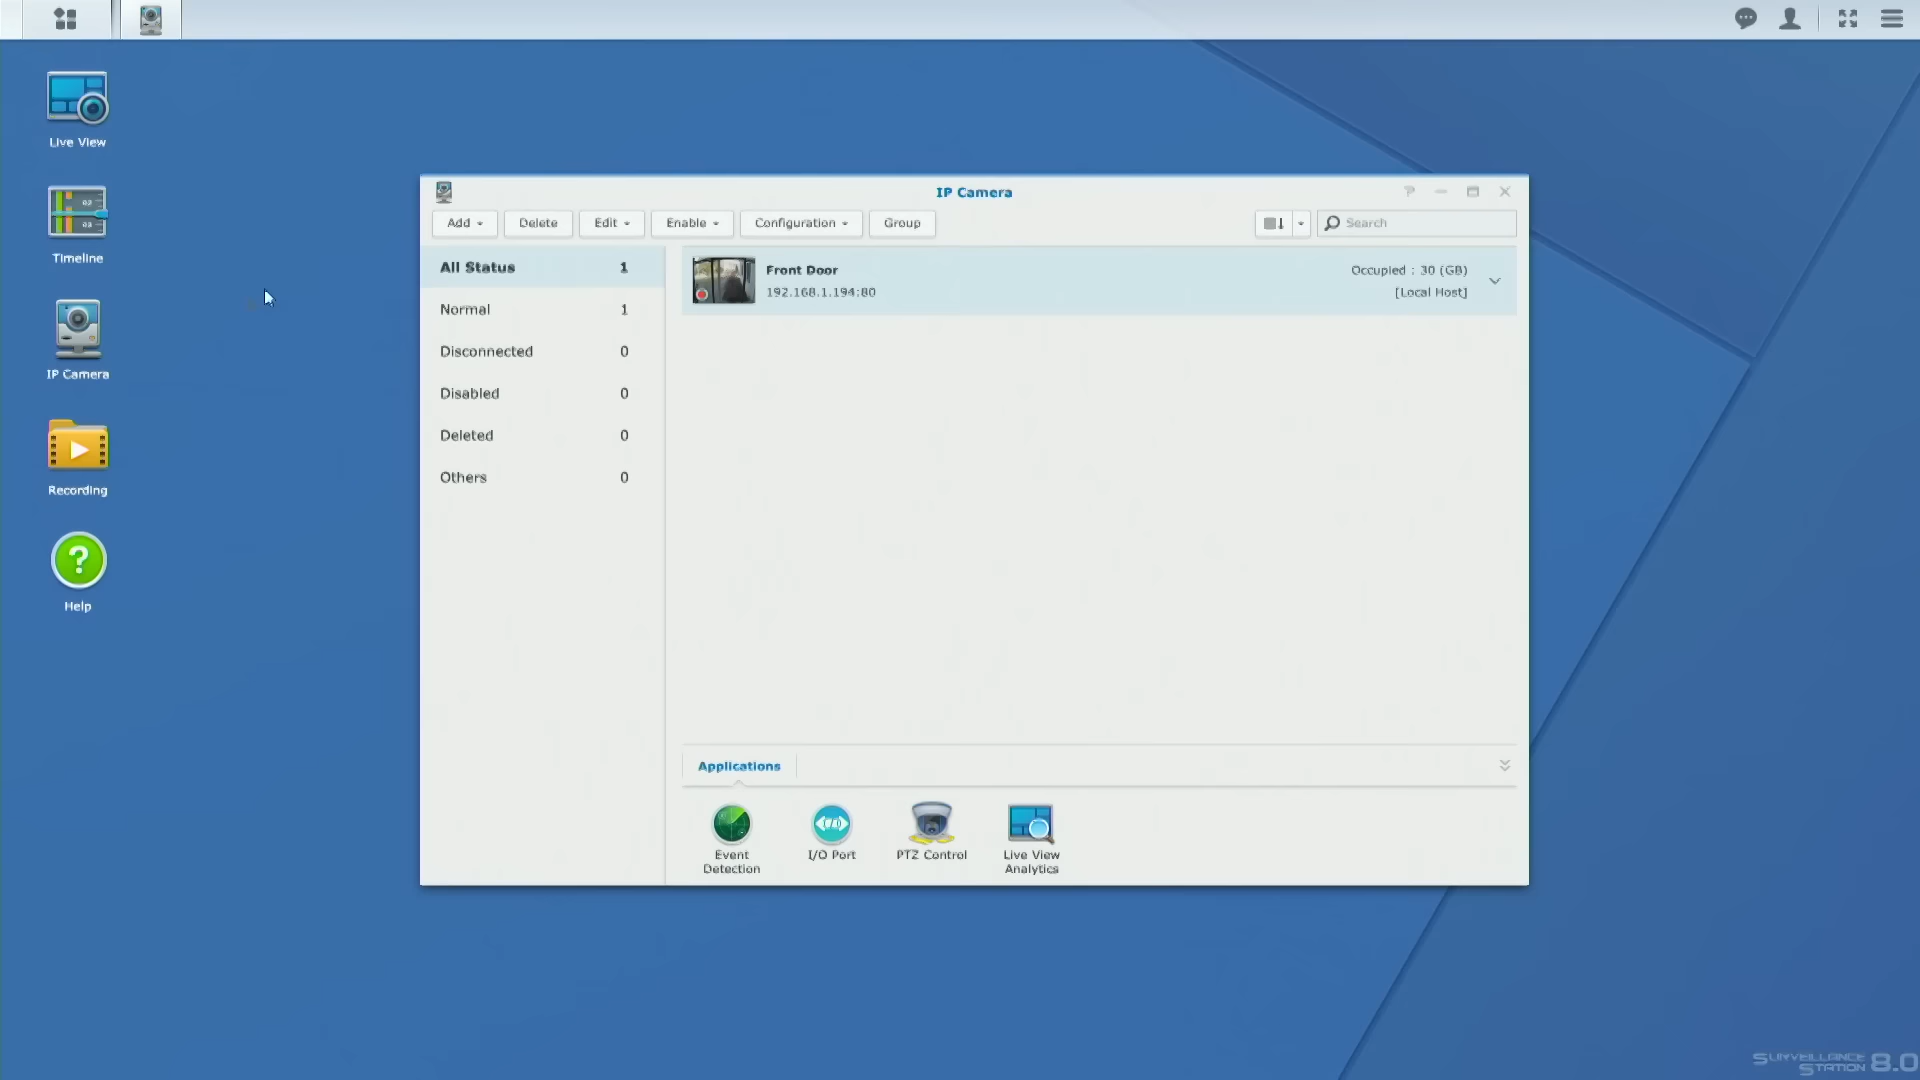 Live View
Timeline
IP Camera
Recording
Help
IP Camera
Add
Delete
Edit
Enable
Configuration
Group
Search
All Status 1
Normal 1
Disconnected 0
Disabled 0
Deleted 0
Others 0
Front Door
192.168.1.194:80
Occupied : 30 (GB)
[Local Host]
Applications
Event
Detection
I/O Port
PTZ Control
Live View
Analytics
SURVEILLANCE
STATION 8.0